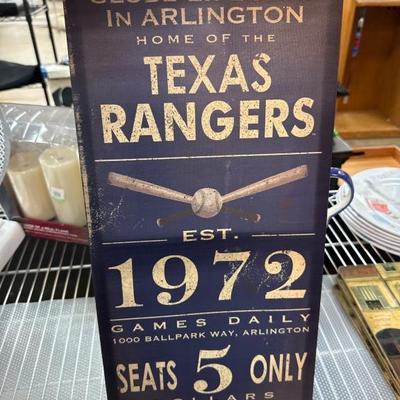 IN ARLINGTON
HOME OF THE
TEXAS
RANGERS
EST.
1972
GAMES DAILY
1000 BALLPARK WAY, ARLINGTON
SEATS 5 ONLY